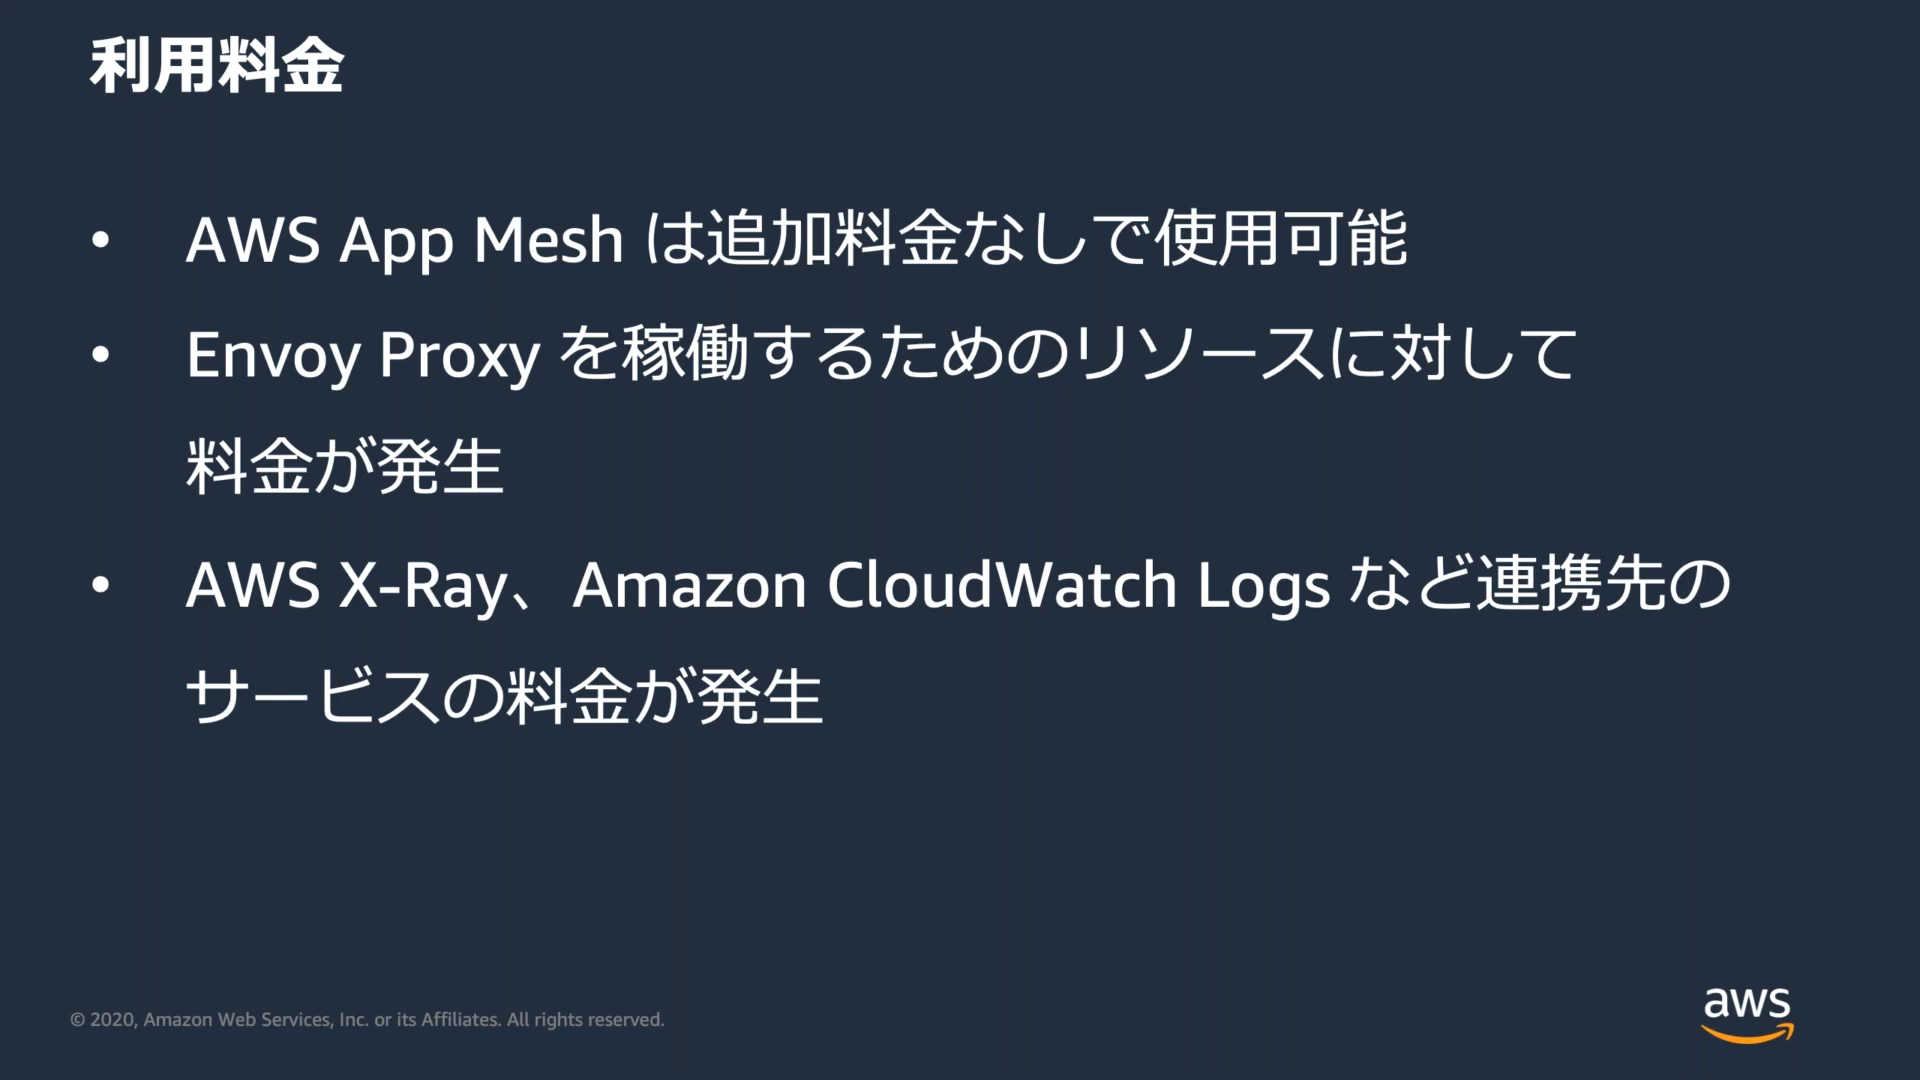 利用料金
• AWS App Mesh は追加料金なしで使用可能
• Envoy Proxy を稼働するためのリソースに対して
料金が発生
• AWS X-Ray、Amazon CloudWatch Logs など連携先の
サービスの料金が発生
© 2020, Amazon Web Services, Inc. or its Affiliates. All rights reserved.
aws